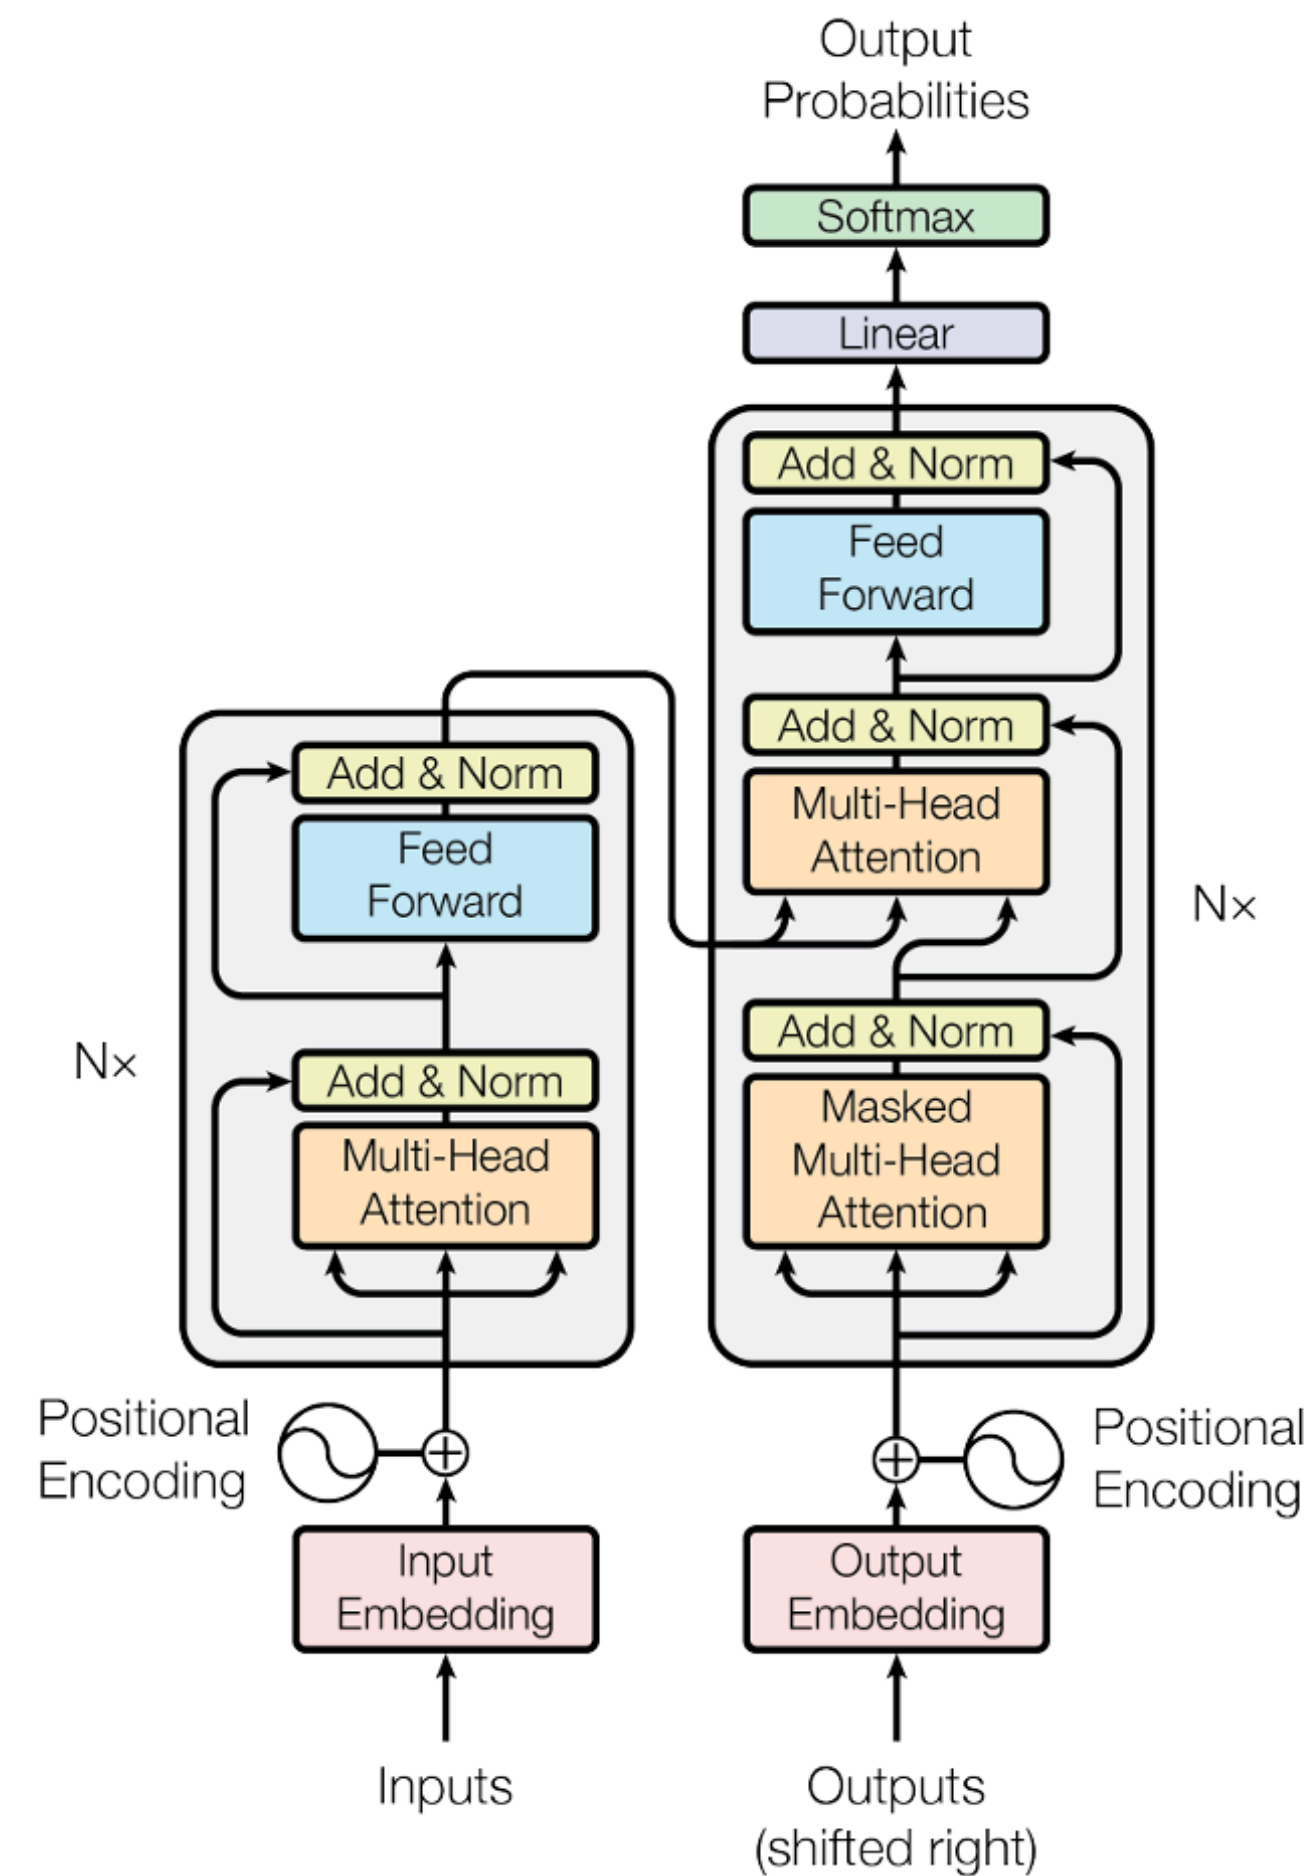 Output
Probabilities
Softmax
Linear
Add & Norm
Feed
Forward
Add & Norm
Multi-Head
Attention
Nx
Add & Norm
Masked
Multi-Head
Attention
Add & Norm
Feed
Forward
Nx
Add & Norm
Multi-Head
Attention
Positional
Encoding
Positional
Encoding
Input
Embedding
Output
Embedding
Inputs
Outputs
(shifted right)